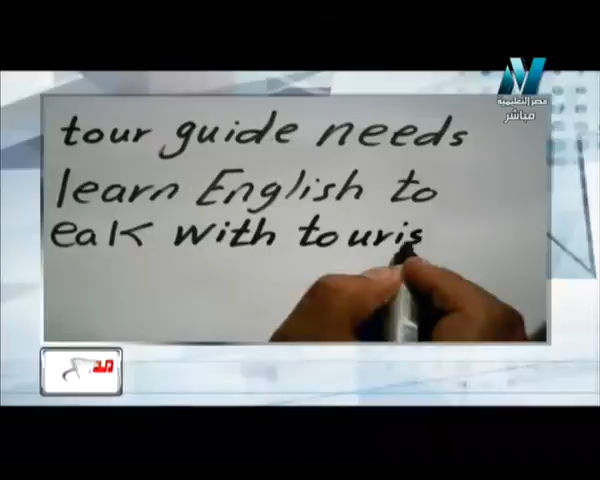 مصر التعليمية
مباشر
tour guide needs
learn English to
eak with touris